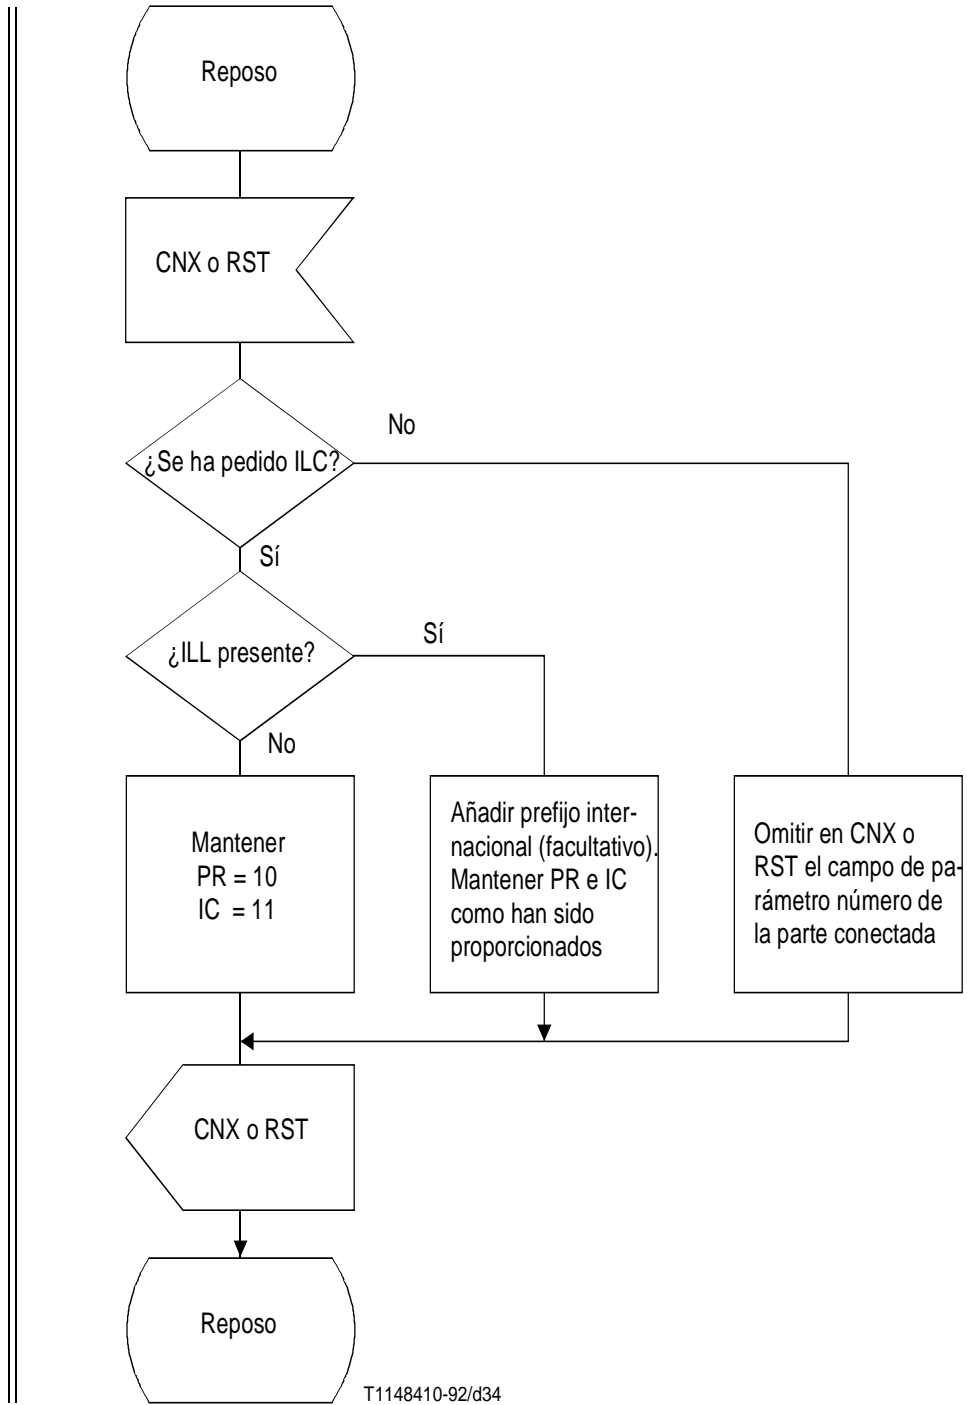 Reposo
CNX o RST
No
¿Se ha pedido ILC?
Sí
Sí
¿ILL presente?
No
Mantener
PR = 10
IC = 11
Añadir prefijo inter-
nacional (facultativo).
Mantener PR e IC
como han sido
proporcionados
Omitir en CNX o
RST el campo de pa-
rámetro número de
la parte conectada
CNX o RST
Reposo
T1148410-92/d34